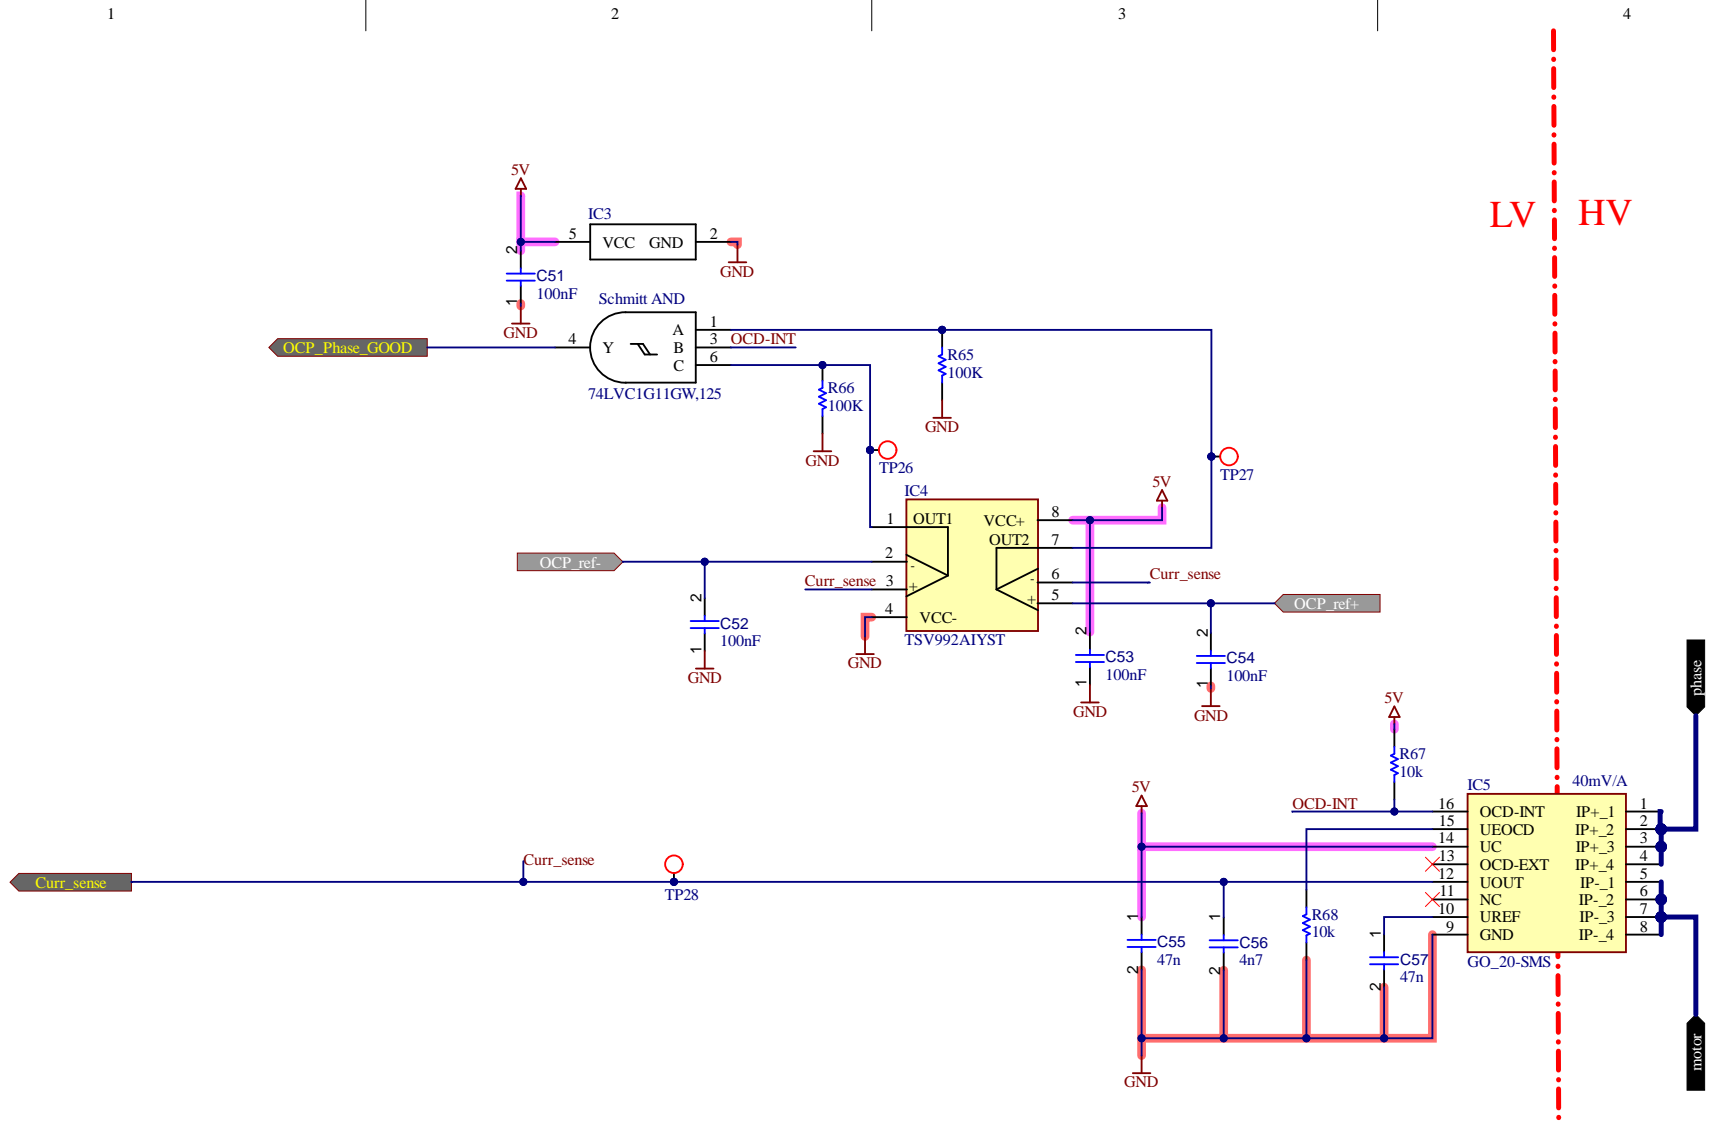 1 2 3 4
LV HV
5V
IC3
5 VCC GND 2
2
C51
100nF
1
GND
GND
Schmitt AND
OCP_Phase_GOOD
4 Y
A 1
B 3 OCD-INT
C 6
74LVC1G11GW,125
R65
100K
GND
R66
100K
GND
TP26
TP27
IC4
5V
1 OUT1 VCC+ 8
OUT2 7
OCP_ref-
2 - - 6 Curr_sense
Curr_sense 3 + + 5
OCP_ref+
4 VCC-
TSV992AIYST
GND
2
C52
100nF
1
GND
2
C53
100nF
1
GND
2
C54
100nF
1
GND
phase
5V
R67
10k
5V
IC5 40mV/A
OCD-INT 16 OCD-INT IP+_1 1
15 UEOCD IP+_2 2
14 UC IP+_3 3
13 OCD-EXT IP+_4 4
12 UOUT IP-_1 5
11 NC IP-_2 6
10 UREF IP-_3 7
9 GND IP-_4 8
GO_20-SMS
Curr_sense
Curr_sense
TP28
1
C55
47n
2
1
C56
4n7
2
R68
10k
1
C57
47n
2
GND
motor